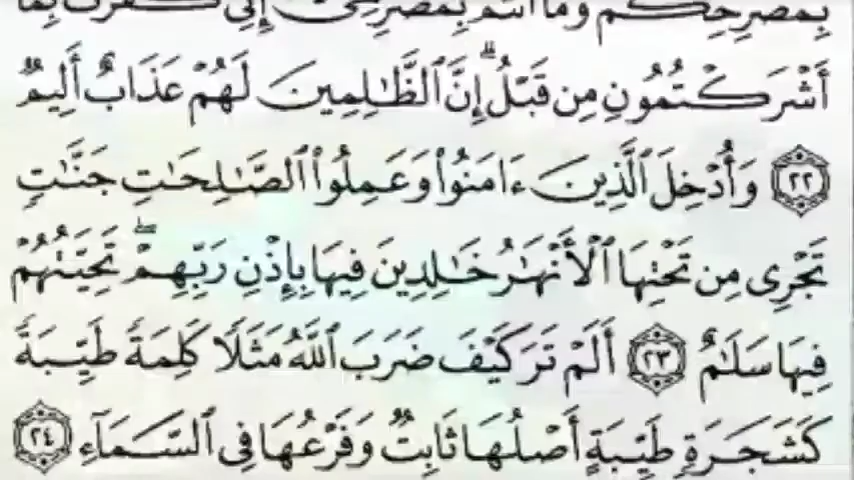 بِمُصْرِخِكُمْ وَمَا أَنتُم بِمُصْرِخِىَّ إِنِّى كَفَرْتُ بِمَا
أَشْرَكْتُمُونِ مِن قَبْلُ ۗ إِنَّ ٱلظَّٰلِمِينَ لَهُمْ عَذَابٌ أَلِيمٌ
٢٢ وَأُدْخِلَ ٱلَّذِينَ ءَامَنُوا۟ وَعَمِلُوا۟ ٱلصَّٰلِحَٰتِ جَنَّٰتٍ
تَجْرِى مِن تَحْتِهَا ٱلْأَنْهَٰرُ خَٰلِدِينَ فِيهَا بِإِذْنِ رَبِّهِمْ ۖ تَحِيَّتُهُمْ
فِيهَا سَلَٰمٌ ٢٣ أَلَمْ تَرَ كَيْفَ ضَرَبَ ٱللَّهُ مَثَلًا كَلِمَةً طَيِّبَةً
كَشَجَرَةٍ طَيِّبَةٍ أَصْلُهَا ثَابِتٌ وَفَرْعُهَا فِى ٱلسَّمَآءِ ٢٤